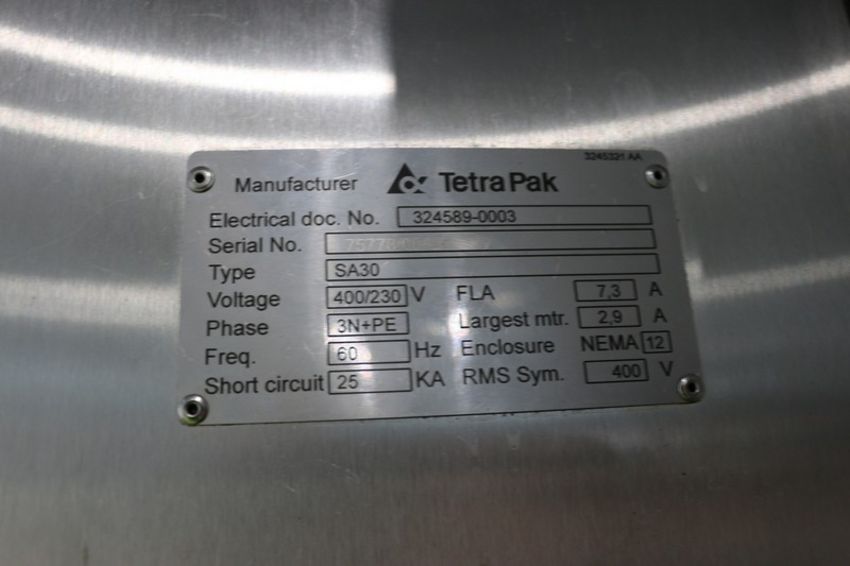 3245321 AA
Manufacturer Tetra Pak
Electrical doc. No. 324589-0003
Serial No.
Type SA30
Voltage 400/230 V FLA 7,3 A
Phase 3N+PE Largest mtr. 2,9 A
Freq. 60 Hz Enclosure NEMA 12
Short circuit 25 KA RMS Sym. 400 V